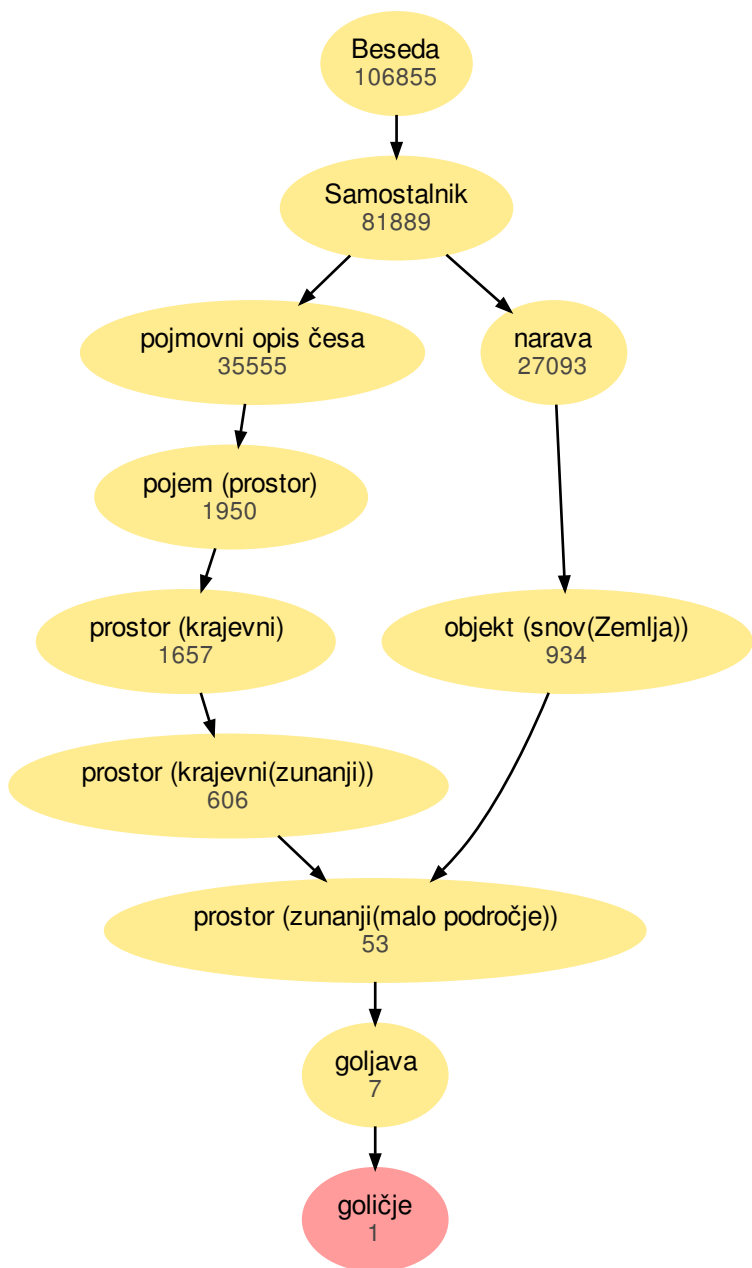 Beseda
106855
Samostalnik
81889
pojmovni opis česa
35555
narava
27093
pojem (prostor)
1950
prostor (krajevni)
1657
objekt (snov(Zemlja))
934
prostor (krajevni(zunanji))
606
prostor (zunanji(malo področje))
53
goljava
7
goličje
1